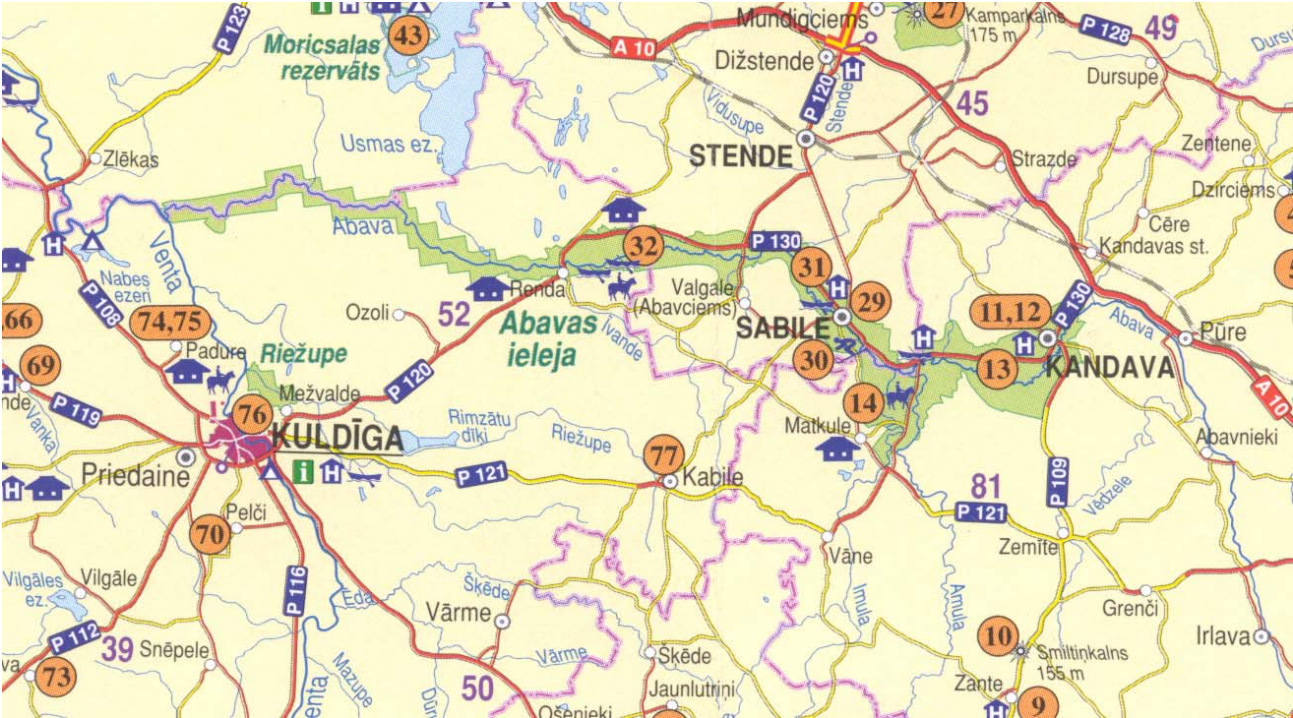 P 123
i H
43
Moricsalas
rezervāts
Usmas ez.
Mundigciems
27
Kamparkalns
175 m
P 128
49
A 10
Dižstende
H
Dursupe
P 120
Stende
Vidusupe
45
STENDE
Strazde
Zentene
Dzirciems
Zlēkas
Abava
Cēre
Kandavas st.
H
Venta
32
P 130
31
H
29
Nabes
ezeri
Renda
Valgale
(Abavciems)
11,12
P 130
Abava
66
P 108
74,75
Ozoli
52
Abavas
ieleja
Ivande
SABILE
H
H
Pūre
Padure
Riežupe
30
13
KANDAVA
69
H
P 119
Vanka
Mežvalde
P 120
14
A 10
76
KULDĪGA
Rimzātu
dīķi
Riežupe
Matkule
Abavnieki
Priedaine
i H
P 121
77
Kabile
H
81
P 109
Vēdzele
70
Pelči
P 121
Vāne
Zemīte
Vilgāles
ez.
Vilgāle
P 116
Eda
Šķēde
Vārme
Imula
Amula
Grenči
P 112
39
Snēpele
Vārme
Šķēde
10
Smiltiņkalns
155 m
Irlava
73
Mazupe
50
Jaunlutriņi
Zante
9
H
Ošenieki